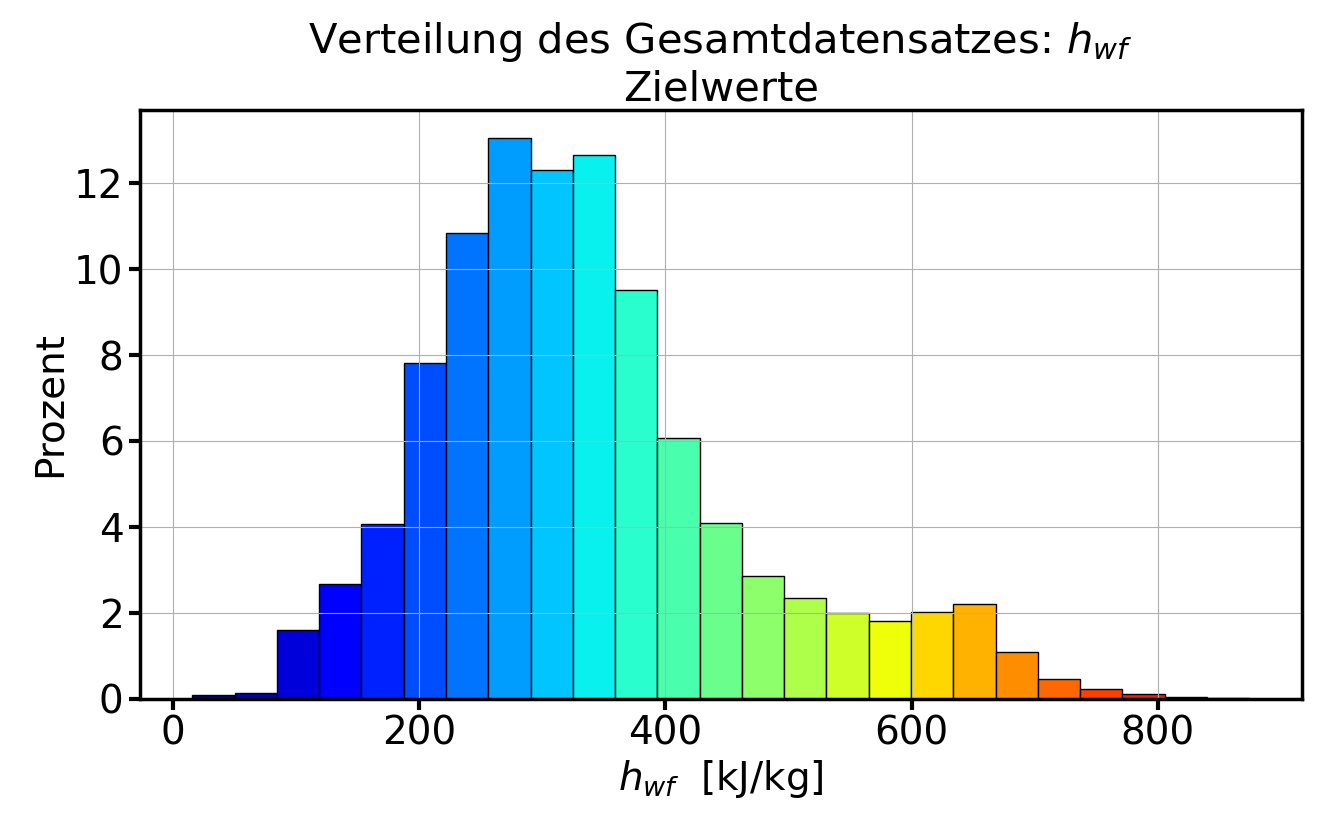 Verteilung des Gesamtdatensatzes: h_wf
Zielwerte
Prozent
12
10
8
6
4
2
0
0 200 400 600 800
h_wf [kJ/kg]